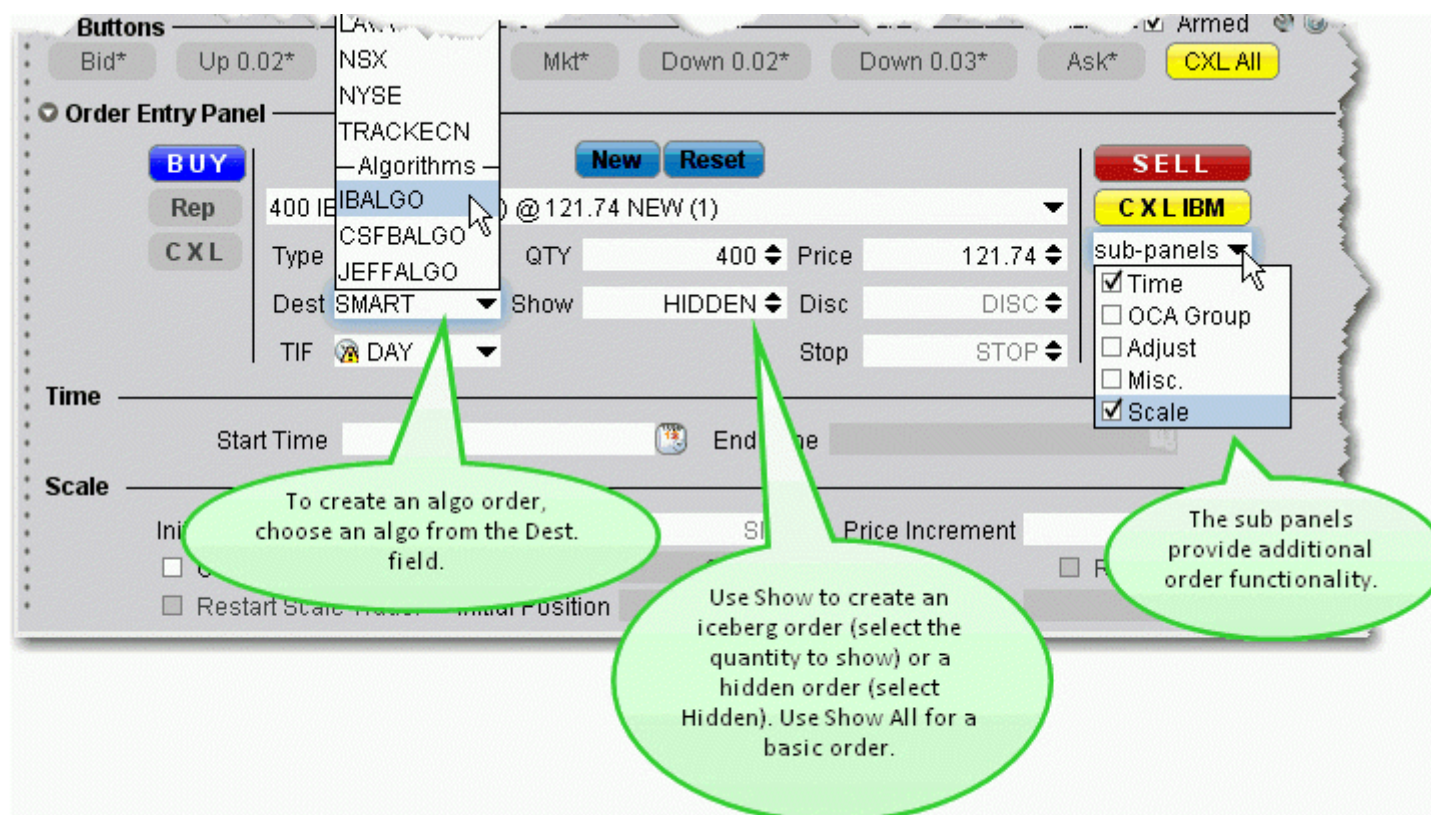 Buttons
Armed
Bid* Up 0.02* Mkt* Down 0.02* Down 0.03* Ask* CXL All
NSX
NYSE
TRACKECN
Algorithms
IBALGO
CSFBALGO
JEFFALGO
Order Entry Panel
BUY New Reset SELL
Rep 400 @ 121.74 NEW (1) CXL IBM
CXL Type QTY 400 Price 121.74 sub-panels
Dest SMART Show HIDDEN Disc DISC
TIF DAY Stop STOP
Time
OCA Group
Adjust
Misc.
Scale
Time
Start Time End
Scale
Price Increment
Restart Position
To create an algo order,
choose an algo from the Dest.
field.
Use Show to create an
iceberg order (select the
quantity to show) or a
hidden order (select
Hidden). Use Show All for a
basic order.
The sub panels
provide additional
order functionality.